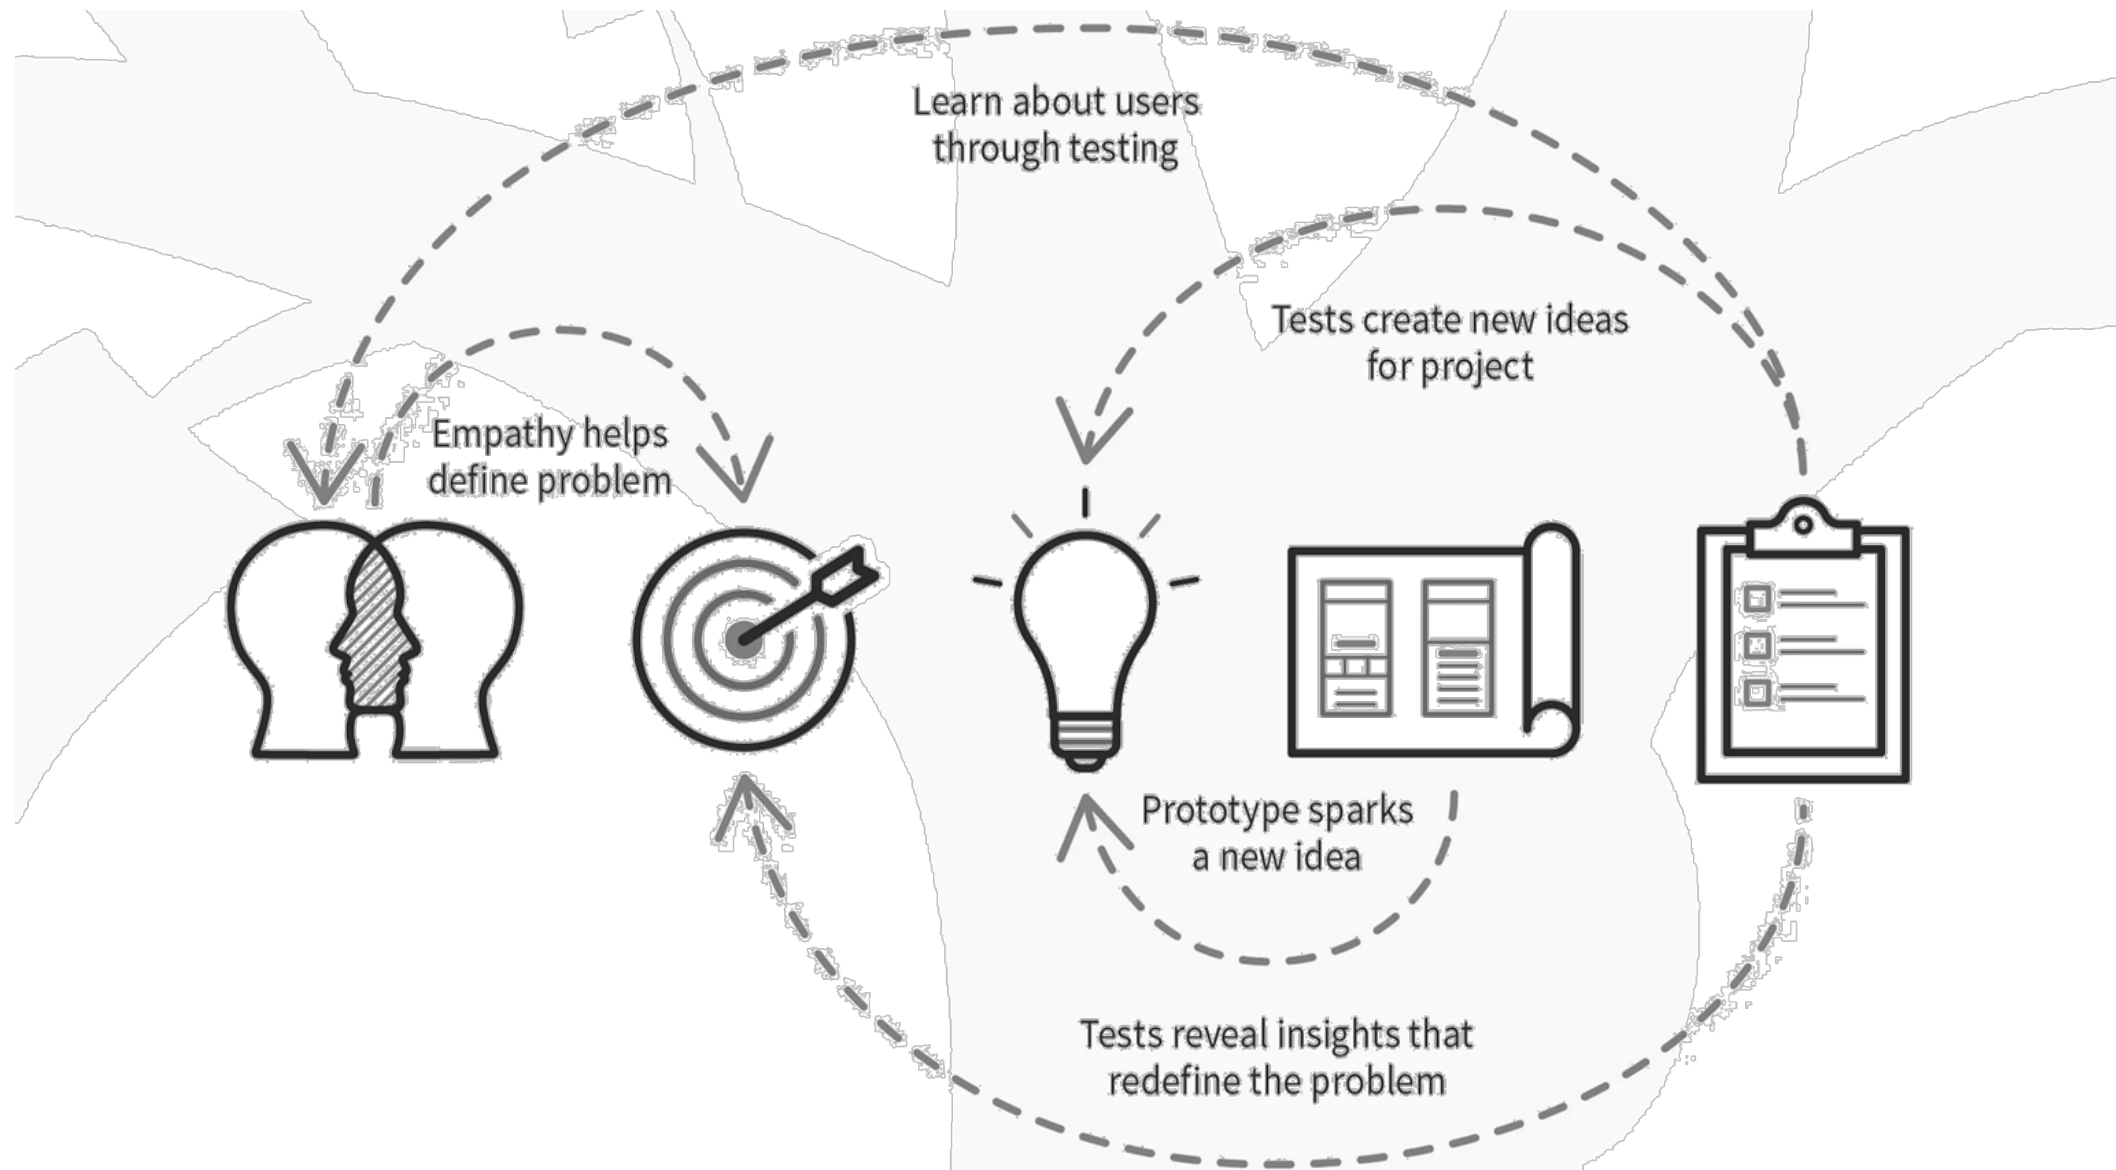 Learn about users
through testing
Tests create new ideas
for project
Empathy helps
define problem
Prototype sparks
a new idea
Tests reveal insights that
redefine the problem